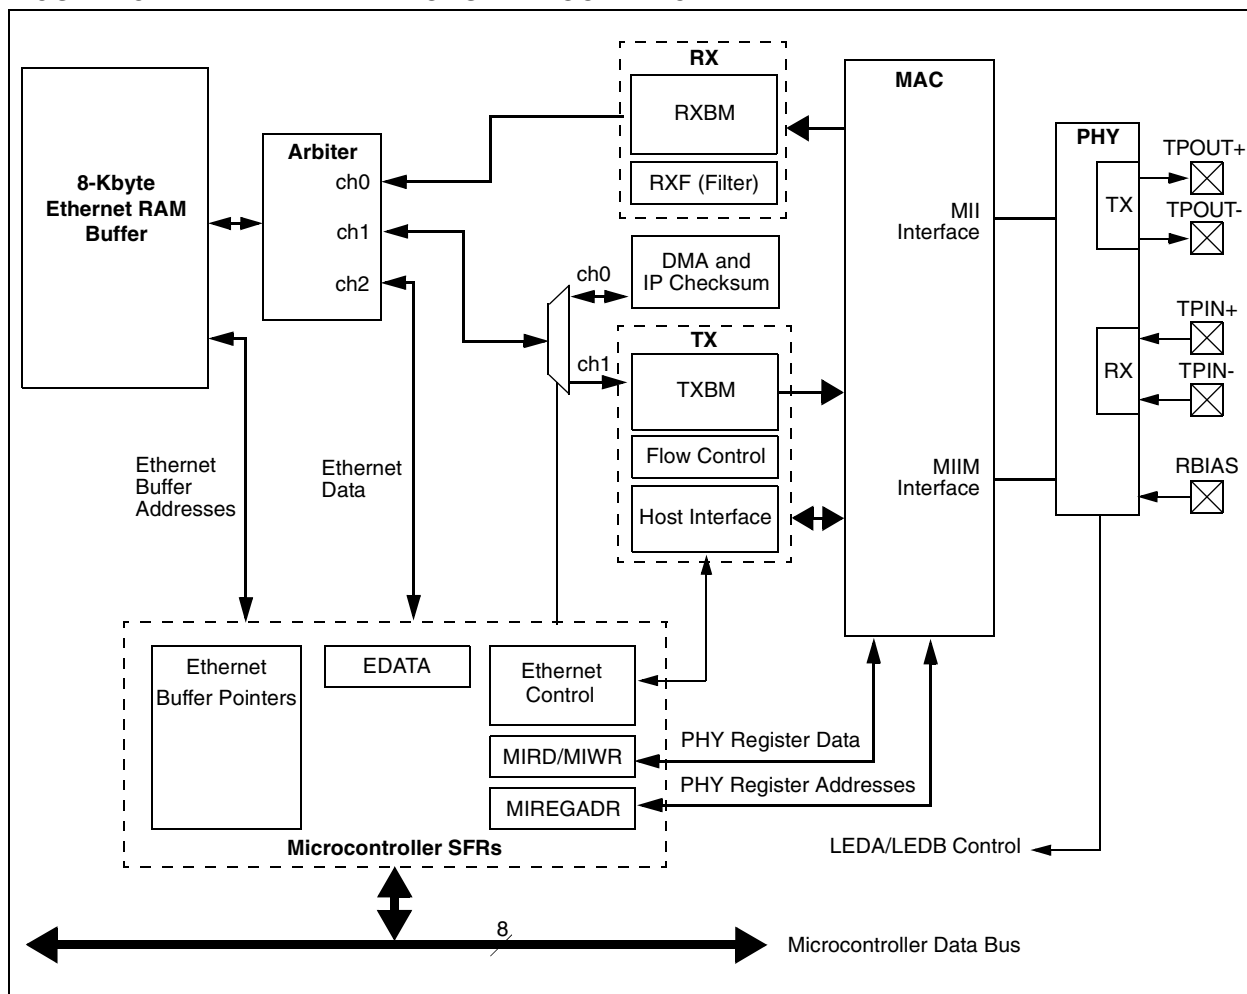 RX
RXBM
RXF (Filter)
MAC
MII
Interface
MIIM
Interface
PHY
TX
RX
TPOUT+
TPOUT-
TPIN+
TPIN-
RBIAS
8-Kbyte
Ethernet RAM
Buffer
Arbiter
ch0
ch1
ch2
ch0
ch1
DMA and
IP Checksum
TX
TXBM
Flow Control
Host Interface
Ethernet
Buffer
Addresses
Ethernet
Data
Ethernet
Buffer Pointers
EDATA
Ethernet
Control
MIRD/MIWR
MIREGADR
Microcontroller SFRs
PHY Register Data
PHY Register Addresses
LEDA/LEDB Control
8
Microcontroller Data Bus